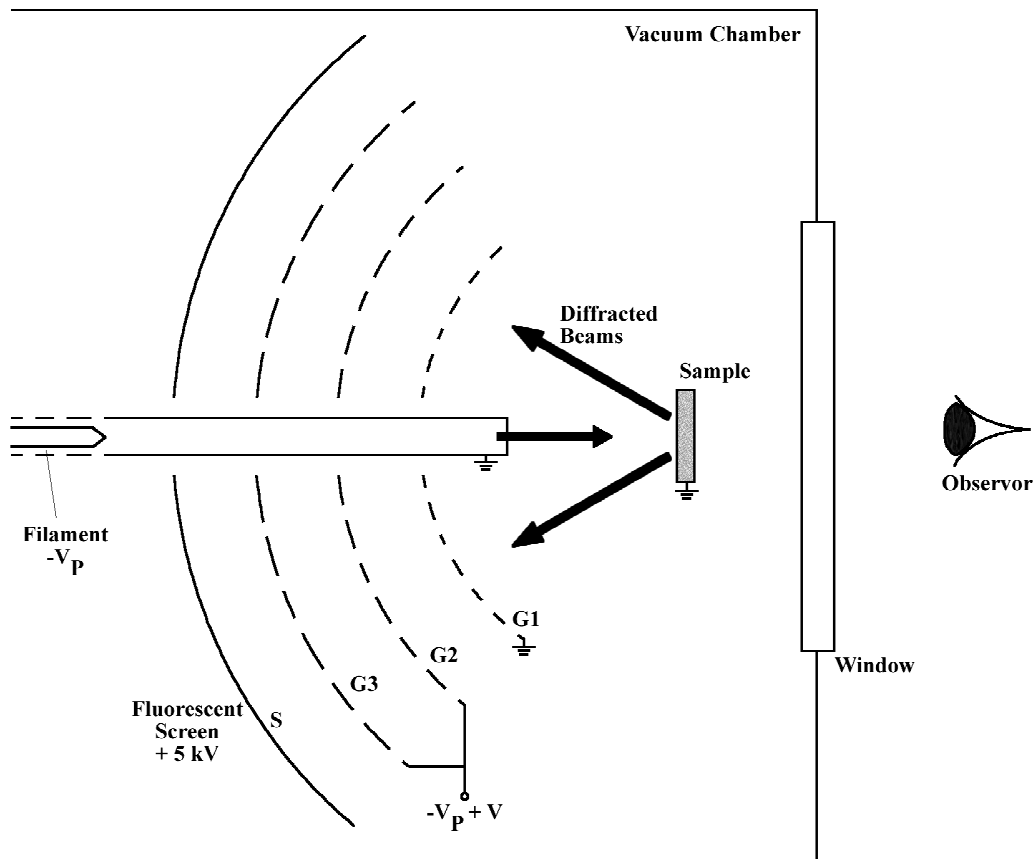 Vacuum Chamber
Diffracted
Beams
Sample
Observor
Filament
-VP
G1
G2
Window
G3
Fluorescent
Screen
+ 5 kV
S
-VP + V